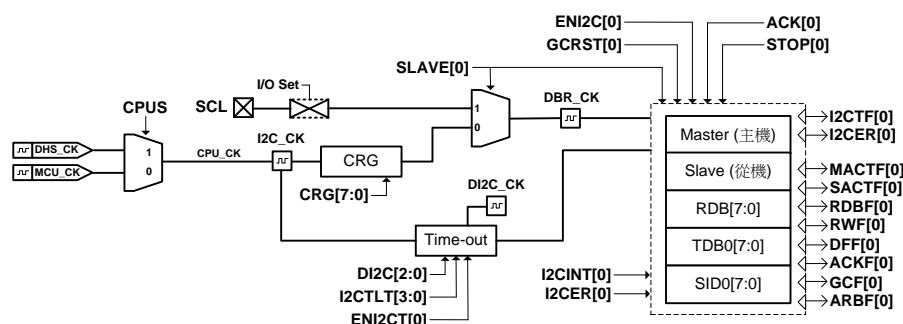 ENI2C[0]
ACK[0]
GCRST[0]
STOP[0]
SLAVE[0]
I/O Set
SCL
CPUS
DBR_CK
1
0
I2CTF[0]
I2CER[0]
DHS_CK
MCU_CK
1
0
CPU_CK
I2C_CK
CRG
CRG[7:0]
DI2C_CK
Time-out
DI2C[2:0]
I2CTLT[3:0]
ENI2CT[0]
Master (主機)
Slave (從機)
RDB[7:0]
TDB0[7:0]
SID0[7:0]
MACTF[0]
SACTF[0]
RDBF[0]
RWF[0]
DFF[0]
ACKF[0]
GCF[0]
ARBF[0]
I2CINT[0]
I2CER[0]